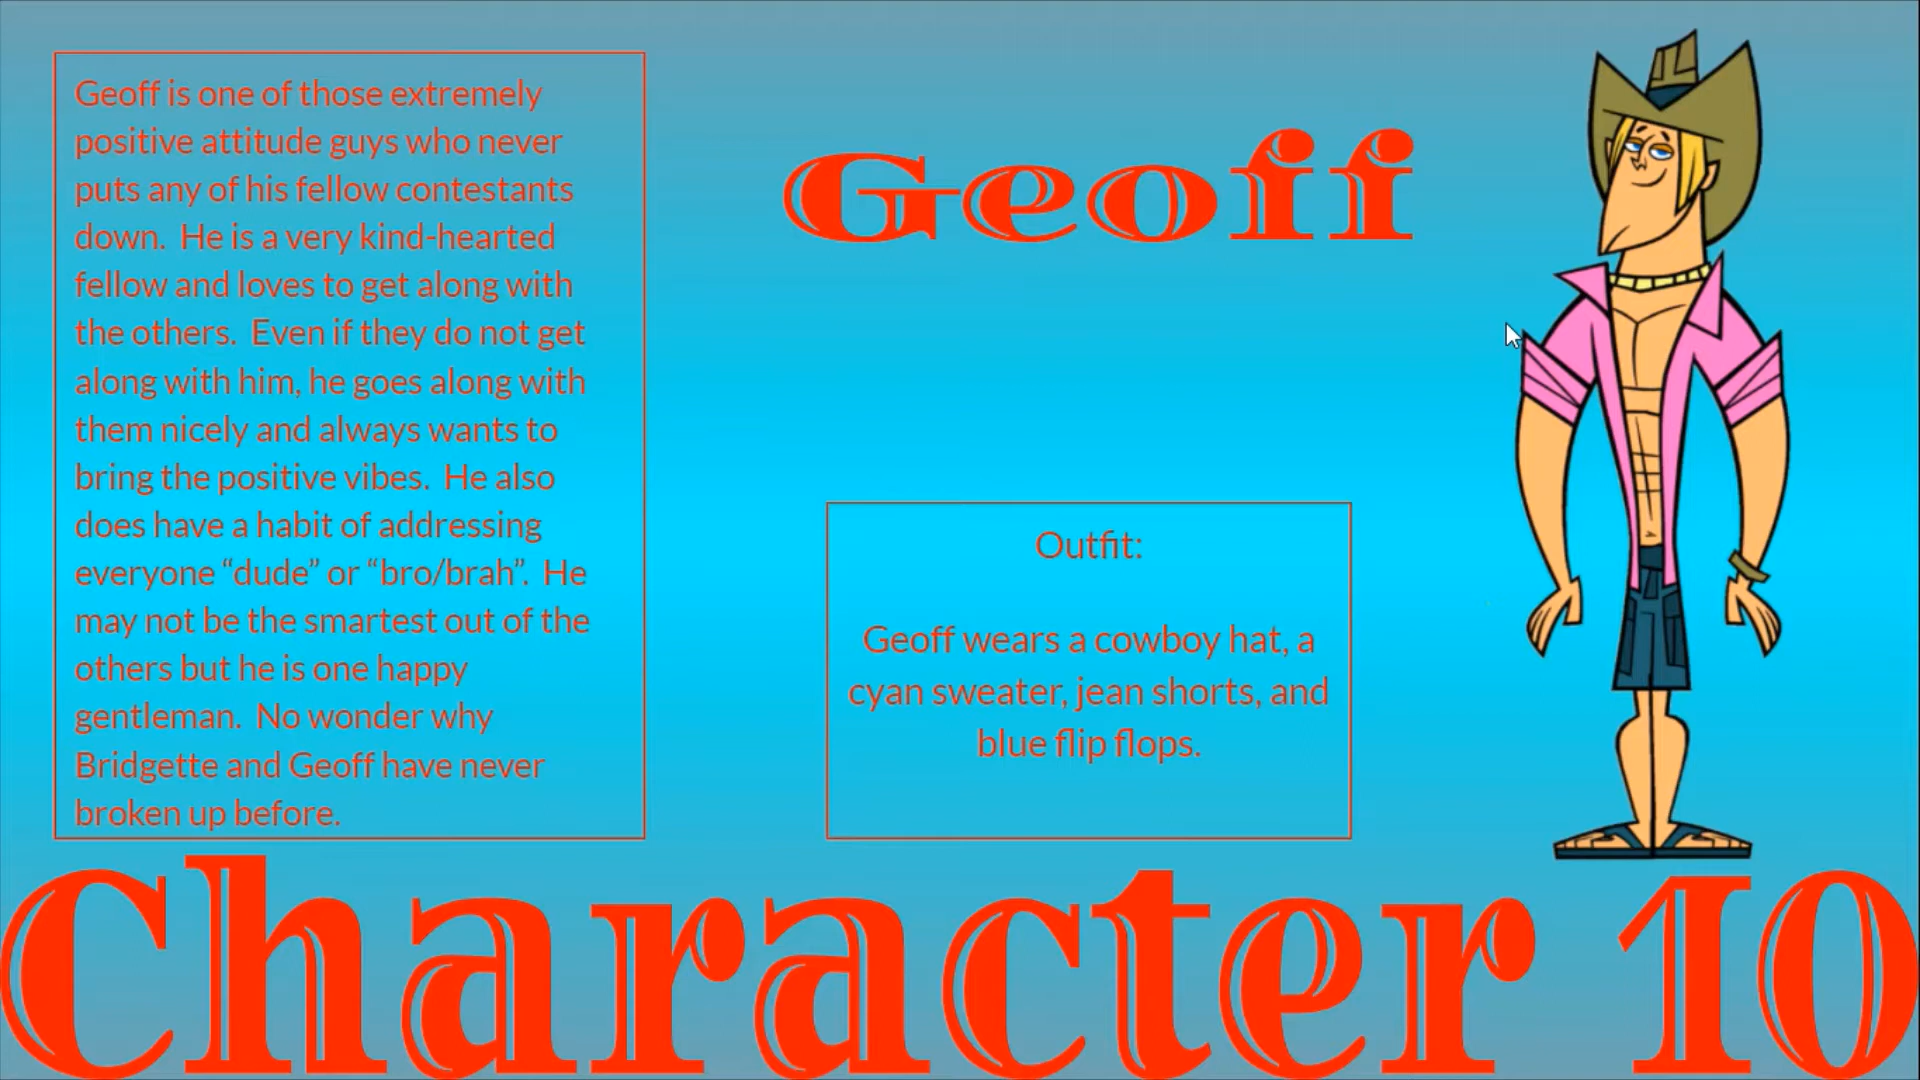 Geoff is one of those extremely
positive attitude guys who never
puts any of his fellow contestants
down.  He is a very kind-hearted
fellow and loves to get along with
the others.  Even if they do not get
along with him, he goes along with
them nicely and always wants to
bring the positive vibes.  He also
does have a habit of addressing
everyone “dude” or “bro/brah”.  He
may not be the smartest out of the
others but he is one happy
gentleman.  No wonder why
Bridgette and Geoff have never
broken up before.
Geoff
Outfit:
Geoff wears a cowboy hat, a
cyan sweater, jean shorts, and
blue flip flops.
Character 10